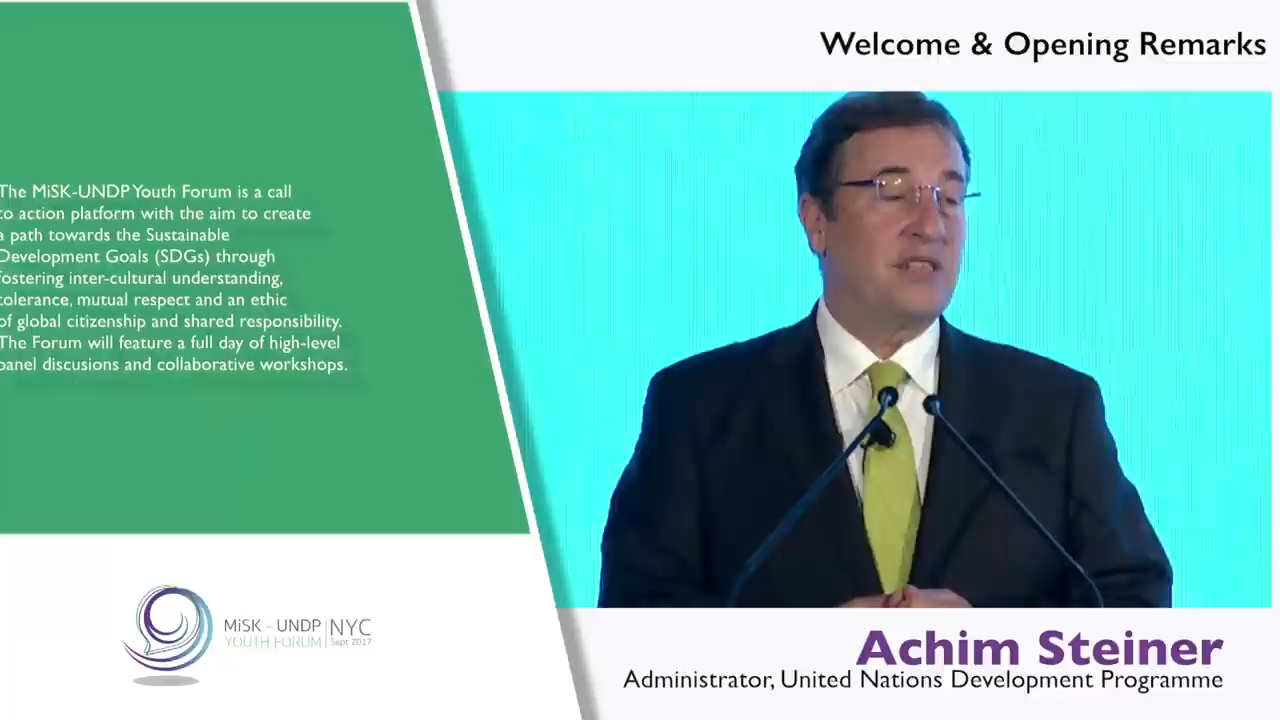 Welcome & Opening Remarks
The MiSK-UNDP Youth Forum is a call
to action platform with the aim to create
a path towards the Sustainable
Development Goals (SDGs) through
fostering inter-cultural understanding,
tolerance, mutual respect and an ethic
of global citizenship and shared responsibility.
The Forum will feature a full day of high-level
panel discusions and collaborative workshops.
MiSK - UNDP
YOUTH FORUM
NYC
Sept 2017
Achim Steiner
Administrator, United Nations Development Programme